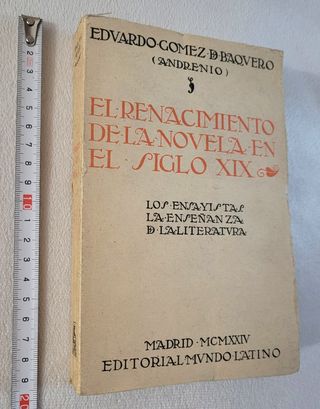 EDVARDO·GOMEZ·D·BAQVERO
(ANDRENIO)
EL·RENACIMIENTO
DE·LA·NOVELA·EN
EL·SIGLO XIX
LOS·ENSAYISTAS
LA·ENSEÑANZA
D·LA·LITERATVRA
MADRID·MCMXXIV
EDITORIAL·MVNDO·LATINO